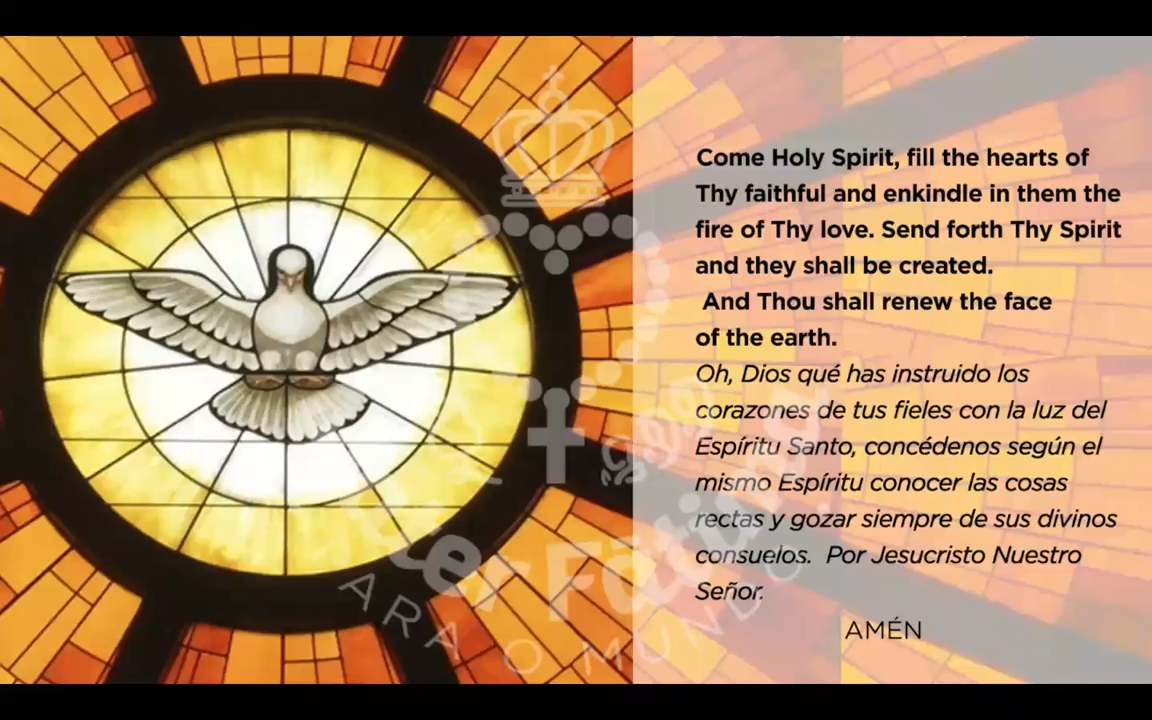 Come Holy Spirit, fill the hearts of
Thy faithful and enkindle in them the
fire of Thy love. Send forth Thy Spirit
and they shall be created.
And Thou shall renew the face
of the earth.
Oh, Dios qué has instruido los
corazones de tus fieles con la luz del
Espíritu Santo, concédenos según el
mismo Espíritu conocer las cosas
rectas y gozar siempre de sus divinos
consuelos. Por Jesucristo Nuestro
Señor.
AMÉN
Fátima
ARA O MUNDO